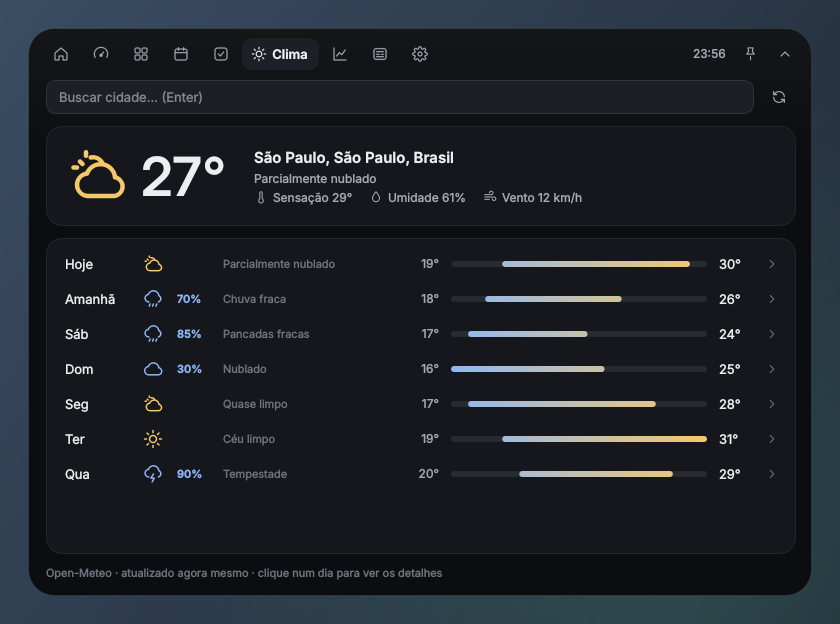 Clima 23:56
Buscar cidade... (Enter)
27°
São Paulo, São Paulo, Brasil
Parcialmente nublado
Sensação 29° Umidade 61% Vento 12 km/h
Hoje Parcialmente nublado 19° 30°
Amanhã 70% Chuva fraca 18° 26°
Sáb 85% Pancadas fracas 17° 24°
Dom 30% Nublado 16° 25°
Seg Quase limpo 17° 28°
Ter Céu limpo 19° 31°
Qua 90% Tempestade 20° 29°
Open-Meteo · atualizado agora mesmo · clique num dia para ver os detalhes